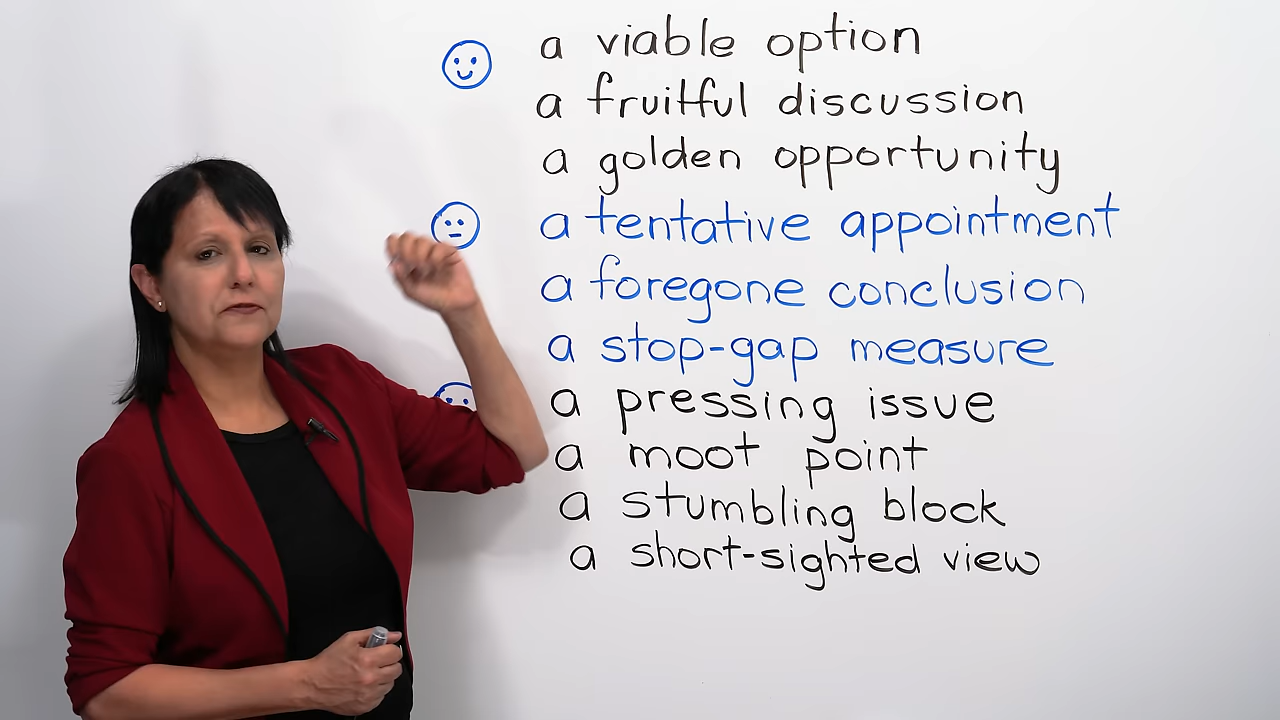 a viable option
a fruitful discussion
a golden opportunity
a tentative appointment
a foregone conclusion
a stop-gap measure
a pressing issue
a moot point
a stumbling block
a short-sighted view